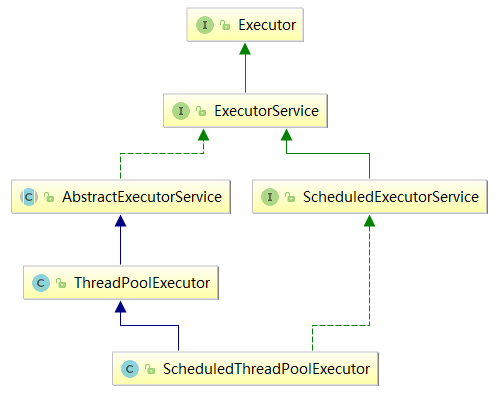 I Executor
I ExecutorService
C AbstractExecutorService
I ScheduledExecutorService
C ThreadPoolExecutor
C ScheduledThreadPoolExecutor